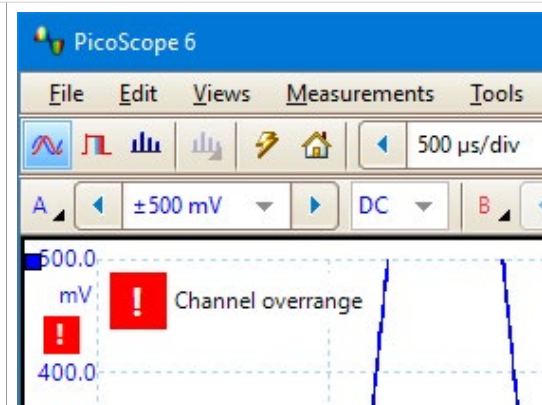 PicoScope 6
File Edit Views Measurements Tools
500 µs/div
A ±500 mV DC B
500.0
mV ! Channel overrange
!
400.0